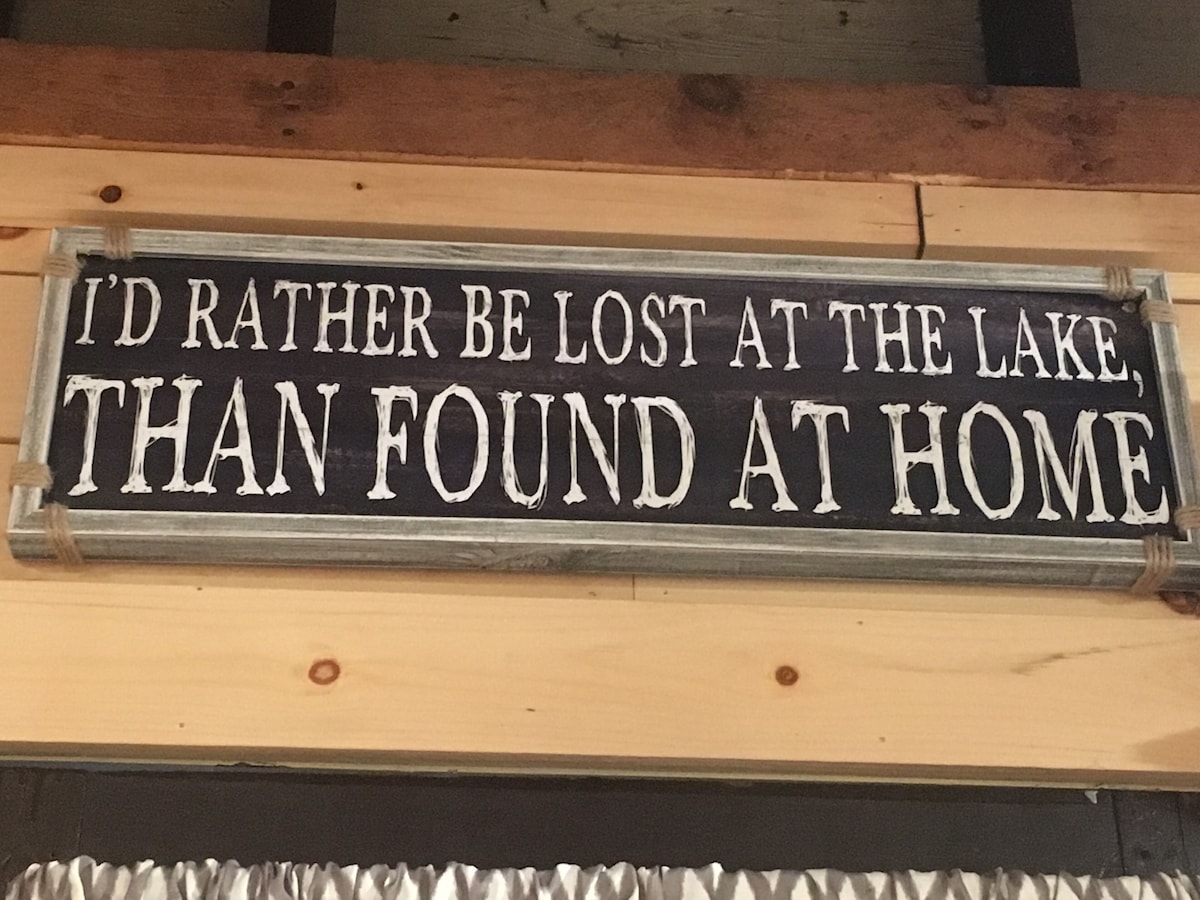 I'D RATHER BE LOST AT THE LAKE,
THAN FOUND AT HOME